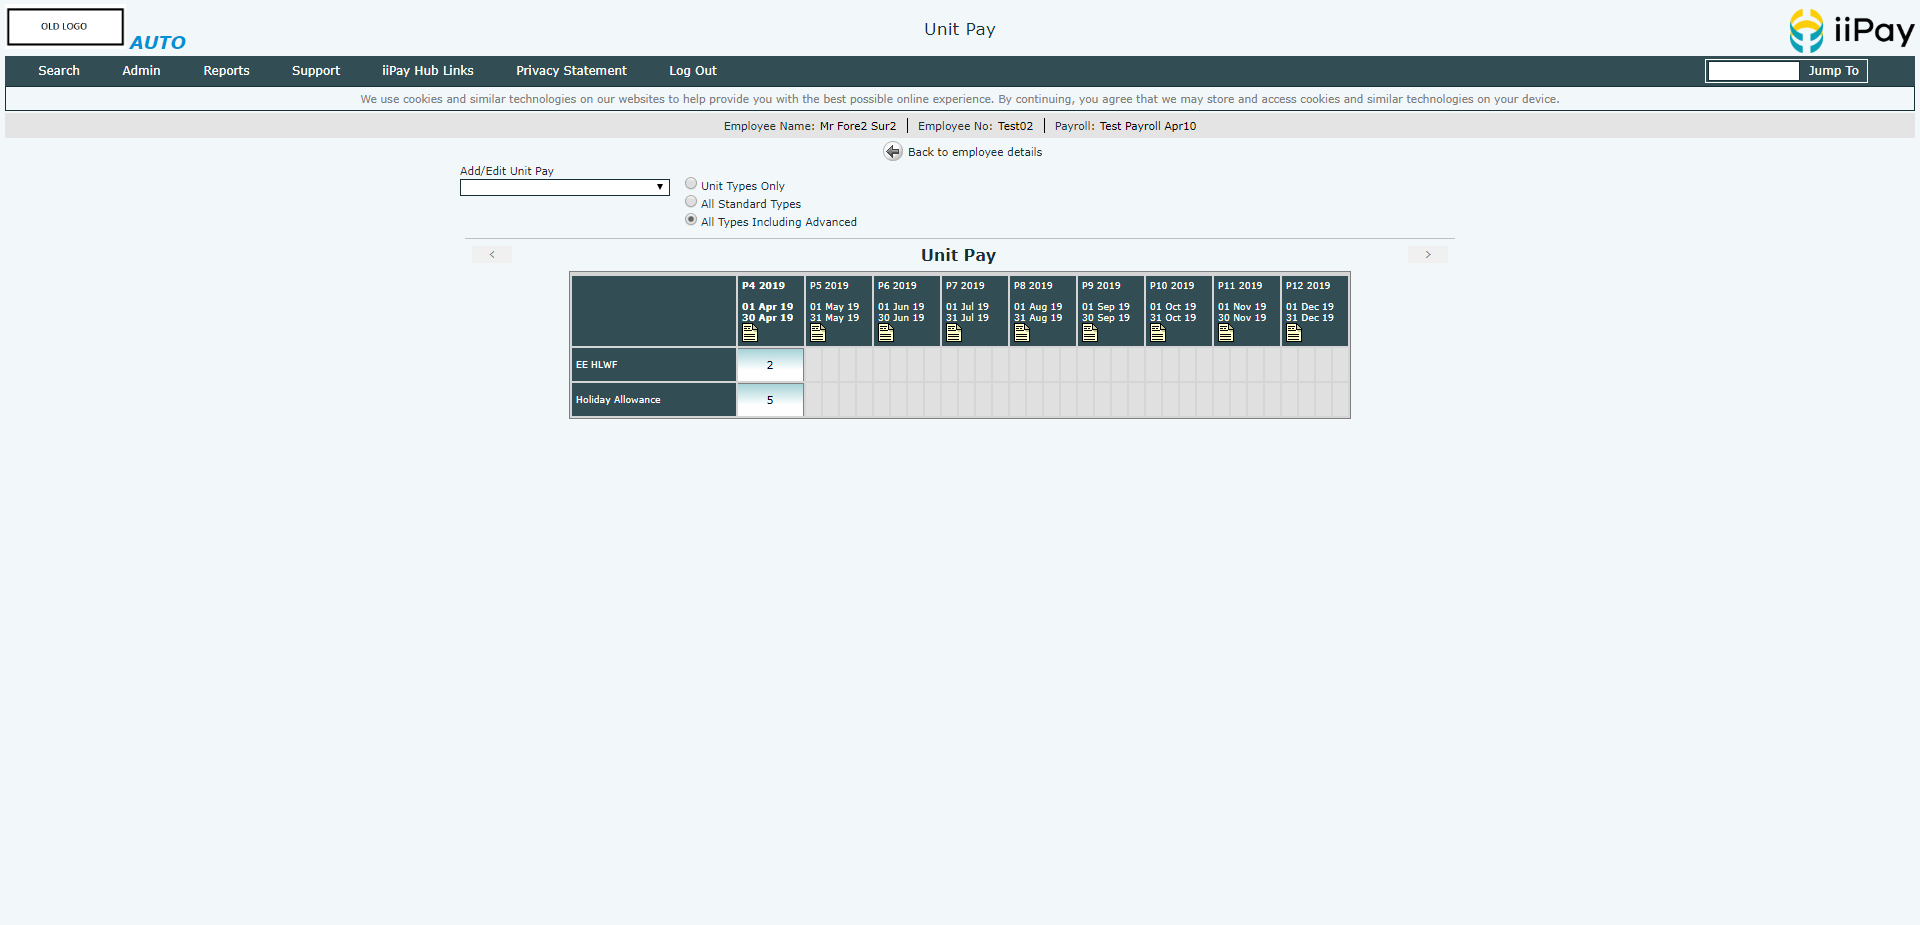 OLD LOGO
AUTO
Unit Pay
iiPay
Search Admin Reports Support iiPay Hub Links Privacy Statement Log Out Jump To
We use cookies and similar technologies on our websites to help provide you with the best possible online experience. By continuing, you agree that we may store and access cookies and similar technologies on your device.
Employee Name: Mr Fore2 Sur2 Employee No: Test02 Payroll: Test Payroll Apr10
Back to employee details
Add/Edit Unit Pay
Unit Types Only
All Standard Types
All Types Including Advanced
< Unit Pay >
P4 2019 P5 2019 P6 2019 P7 2019 P8 2019 P9 2019 P10 2019 P11 2019 P12 2019
01 Apr 19 01 May 19 01 Jun 19 01 Jul 19 01 Aug 19 01 Sep 19 01 Oct 19 01 Nov 19 01 Dec 19
30 Apr 19 31 May 19 30 Jun 19 31 Jul 19 31 Aug 19 30 Sep 19 31 Oct 19 30 Nov 19 31 Dec 19
EE HLWF 2
Holiday Allowance 5